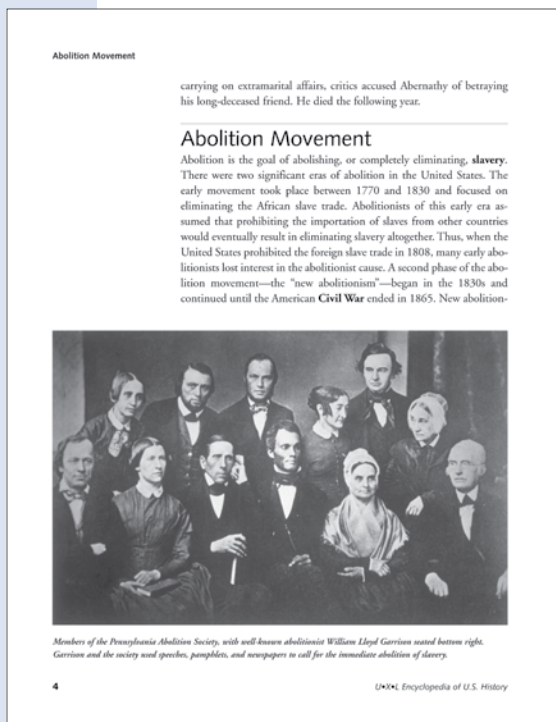 Abolition Movement
carrying on extramarital affairs, critics accused Abernathy of betraying
his long-deceased friend. He died the following year.
Abolition Movement
Abolition is the goal of abolishing, or completely eliminating, slavery.
There were two significant eras of abolition in the United States. The
early movement took place between 1770 and 1830 and focused on
eliminating the African slave trade. Abolitionists of this early era as-
sumed that prohibiting the importation of slaves from other countries
would eventually result in eliminating slavery altogether. Thus, when the
United States prohibited the foreign slave trade in 1808, many early abo-
litionists lost interest in the abolitionist cause. A second phase of the abo-
lition movement—the “new abolitionism”—began in the 1830s and
continued until the American Civil War ended in 1865. New abolition-
Members of the Pennsylvania Abolition Society, with well-known abolitionist William Lloyd Garrison seated bottom right.
Garrison and the society used speeches, pamphlets, and newspapers to call for the immediate abolition of slavery.
4 U•X•L Encyclopedia of U.S. History